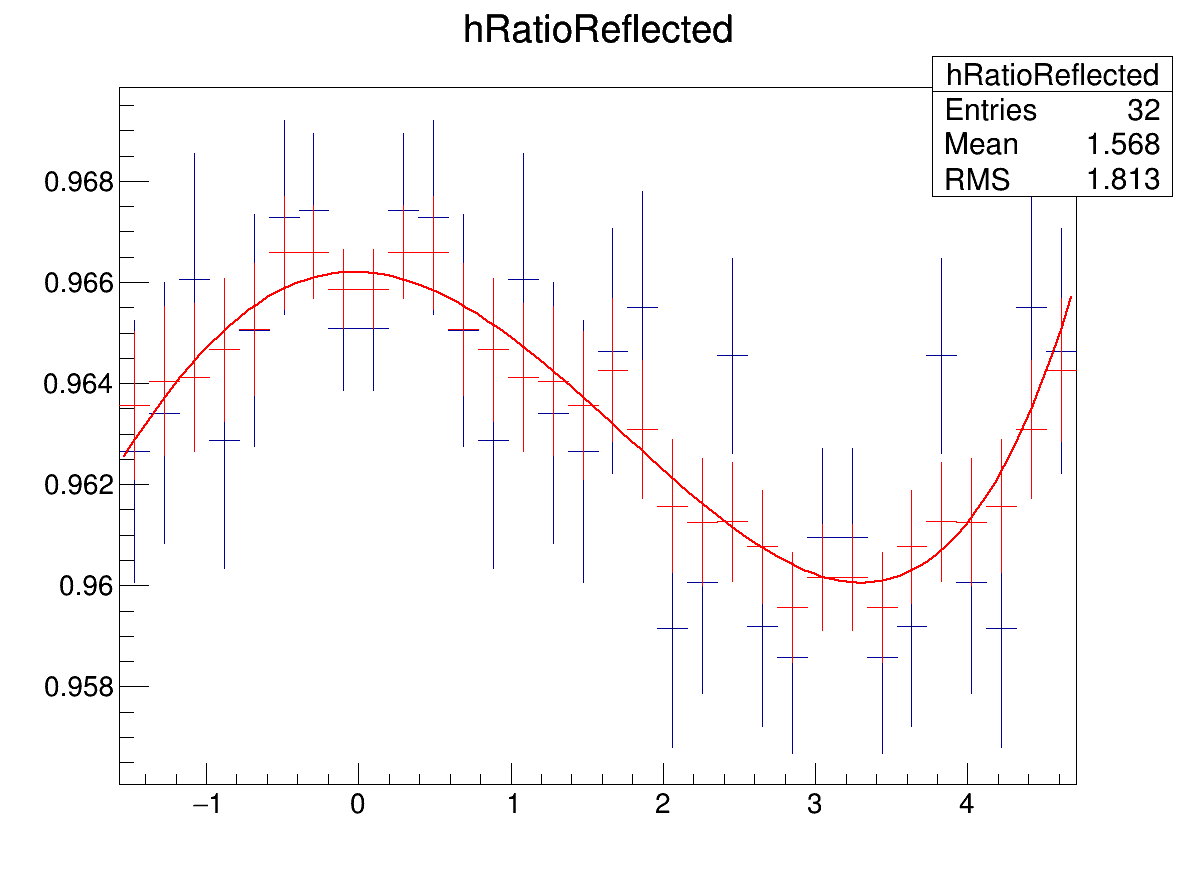 hRatioReflected
hRatioReflected
Entries 32
Mean 1.568
RMS 1.813
0.968
0.966
0.964
0.962
0.96
0.958
−1 0 1 2 3 4